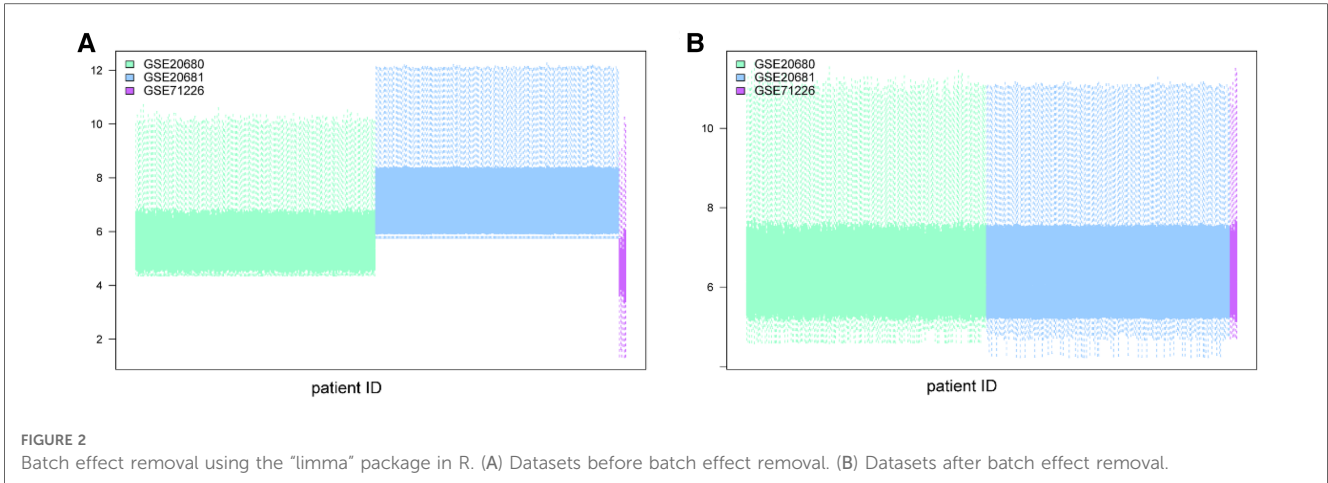 A
GSE20680
GSE20681
GSE71226
12
10
8
6
4
2
patient ID
B
GSE20680
GSE20681
GSE71226
10
8
6
patient ID
FIGURE 2
Batch effect removal using the “limma” package in R. (A) Datasets before batch effect removal. (B) Datasets after batch effect removal.